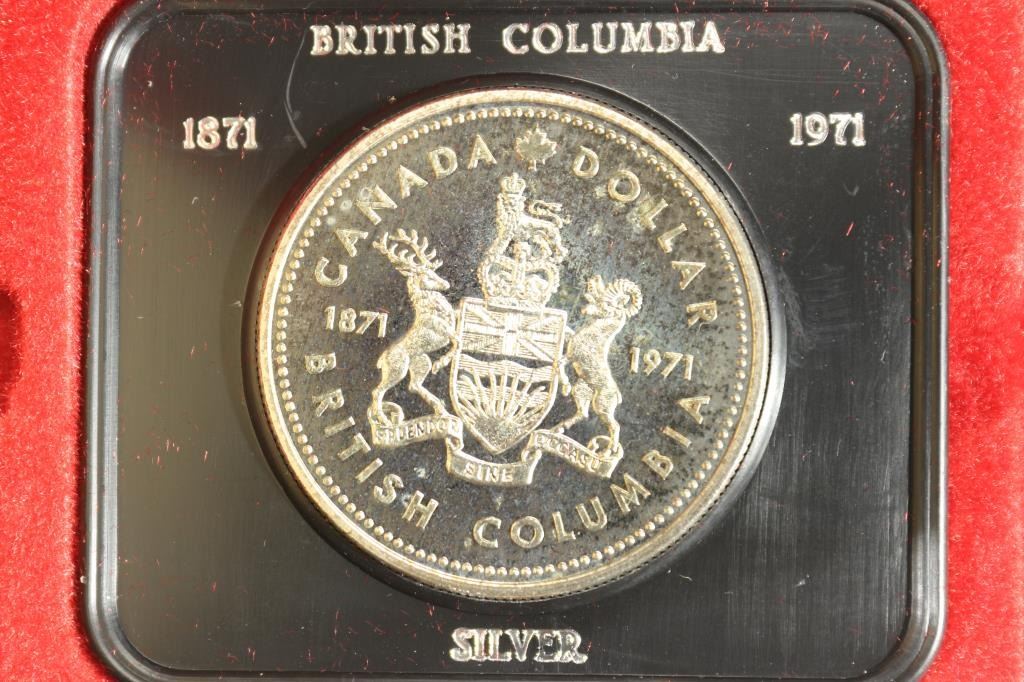 BRITISH COLUMBIA
1871
1971
CANADA DOLLAR
1871
1971
SPLENDOR
SINE
OCCASU
BRITISH COLUMBIA
SILVER